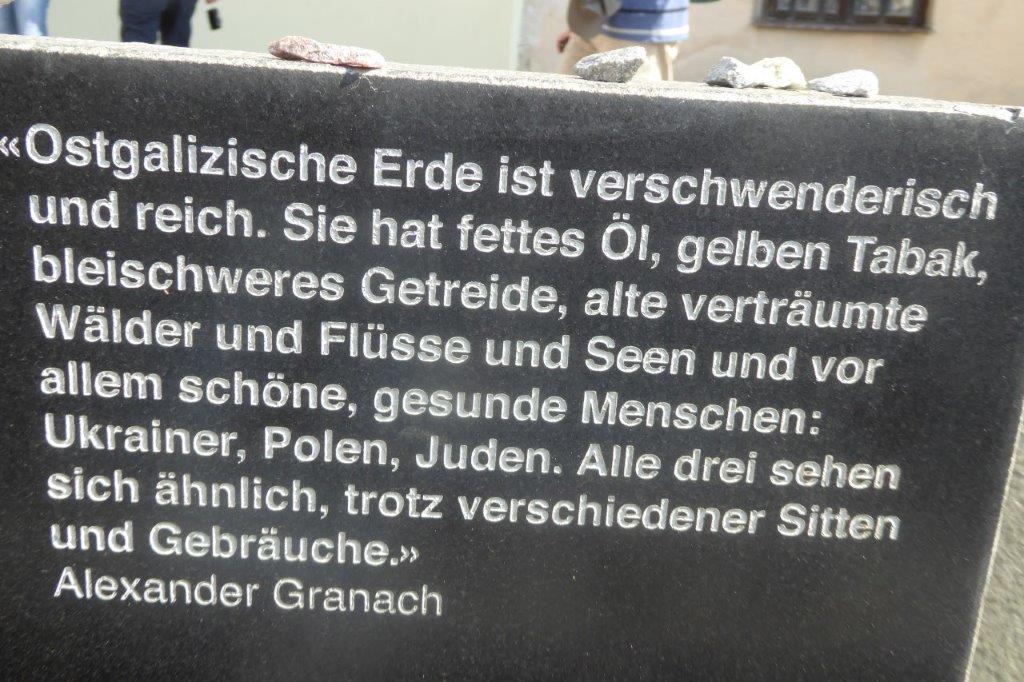 «Ostgalizische Erde ist verschwenderisch
und reich. Sie hat fettes Öl, gelben Tabak,
bleischweres Getreide, alte verträumte
Wälder und Flüsse und Seen und vor
allem schöne, gesunde Menschen:
Ukrainer, Polen, Juden. Alle drei sehen
sich ähnlich, trotz verschiedener Sitten
und Gebräuche.»
Alexander Granach